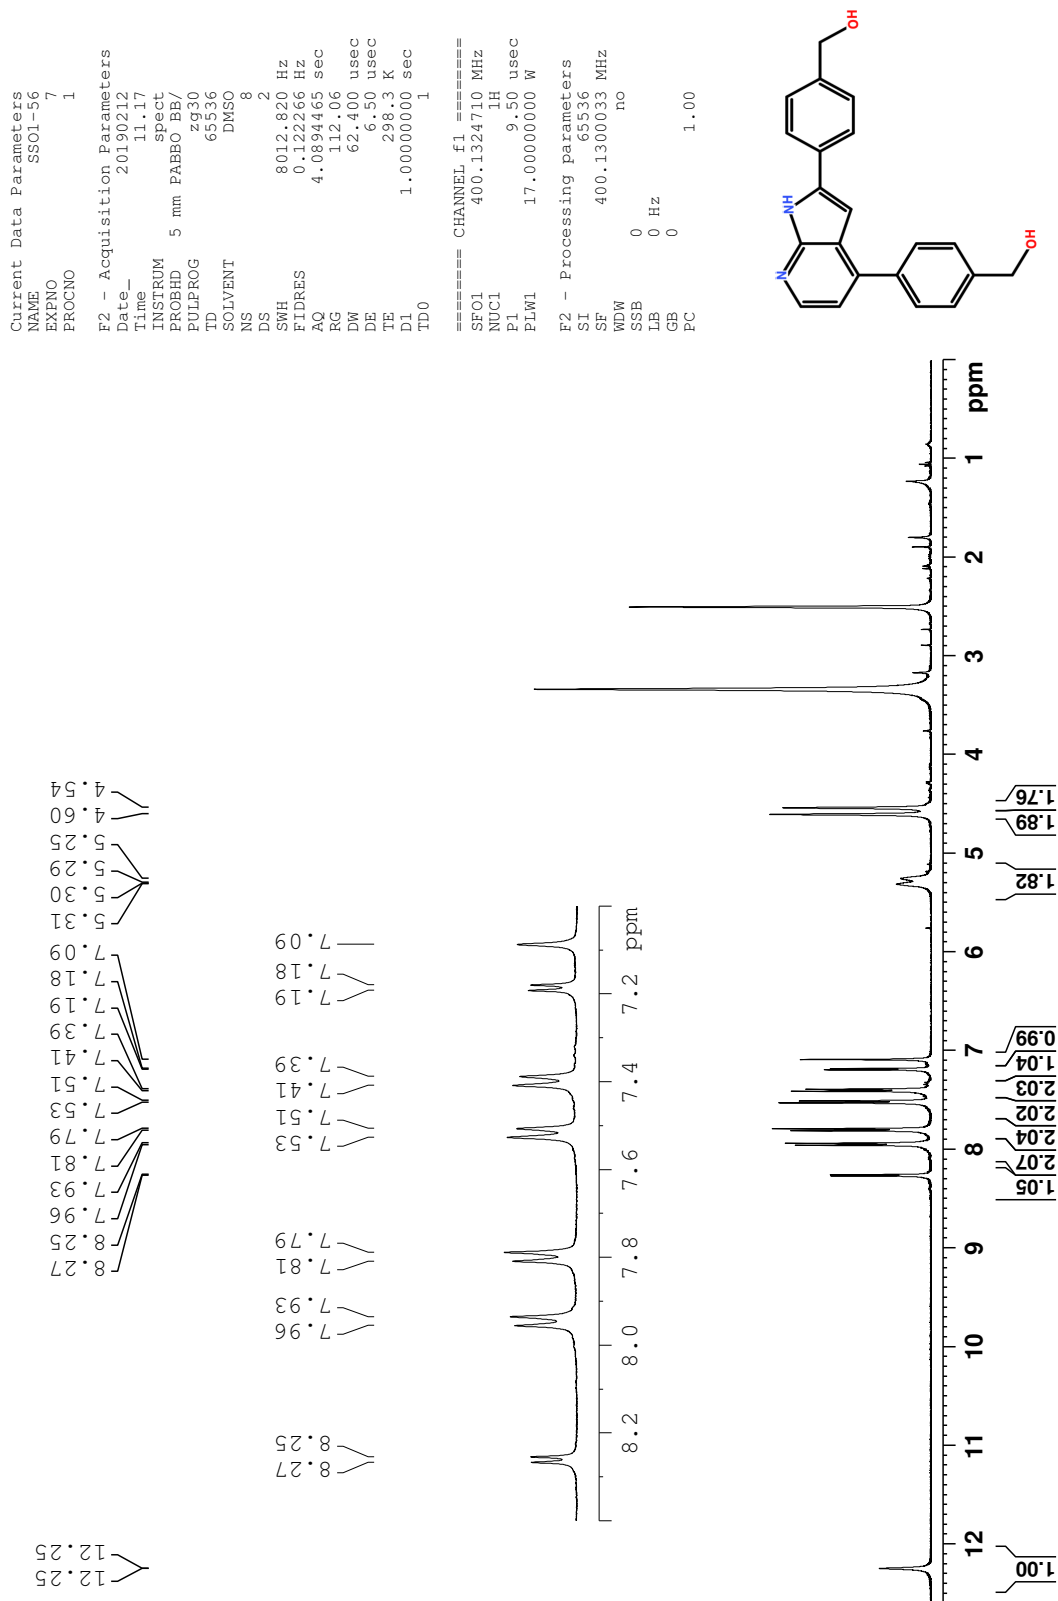 Current Data Parameters
NAME SSO1-56
EXPNO 7
PROCNO 1
F2 - Acquisition Parameters
Date_ 20190212
Time 11.17
INSTRUM spect
PROBHD 5 mm PABBO BB/
PULPROG zg30
TD 65536
SOLVENT DMSO
NS 8
DS 2
SWH 8012.820 Hz
FIDRES 0.122266 Hz
AQ 4.0894465 sec
RG 112.06
DW 62.400 usec
DE 6.50 usec
TE 298.3 K
D1 1.00000000 sec
TD0 1
======== CHANNEL f1 ========
SFO1 400.1324710 MHz
NUC1 1H
P1 9.50 usec
PLW1 17.00000000 W
F2 - Processing parameters
SI 65536
SF 400.1300033 MHz
WDW no
SSB 0
LB 0 Hz
GB 0
PC 1.00
OH
NH
N
OH
12.25
12.25
8.27
8.25
7.96
7.93
7.81
7.79
7.53
7.51
7.41
7.39
7.19
7.18
7.09
5.31
5.30
5.29
5.25
4.60
4.54
8.27
8.25
7.96
7.93
7.81
7.79
7.53
7.51
7.41
7.39
7.19
7.18
7.09
8.2 8.0 7.8 7.6 7.4 7.2 ppm
12 11 10 9 8 7 6 5 4 3 2 1 ppm
1.00
1.05
2.07
2.04
2.02
2.03
1.04
0.99
1.82
1.89
1.76